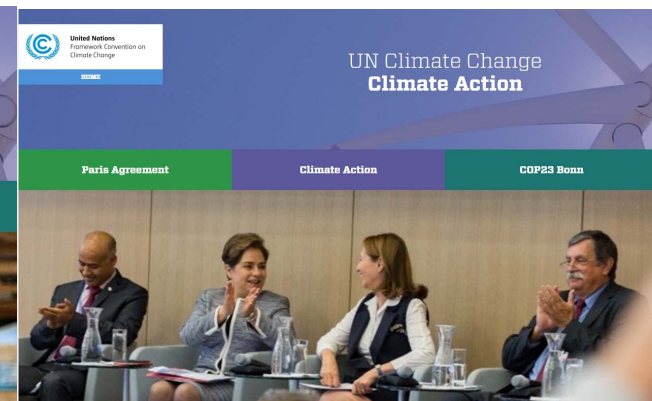 United Nations
Framework Convention on
Climate Change
HOME
UN Climate Change
Climate Action
Paris Agreement
Climate Action
COP23 Bonn